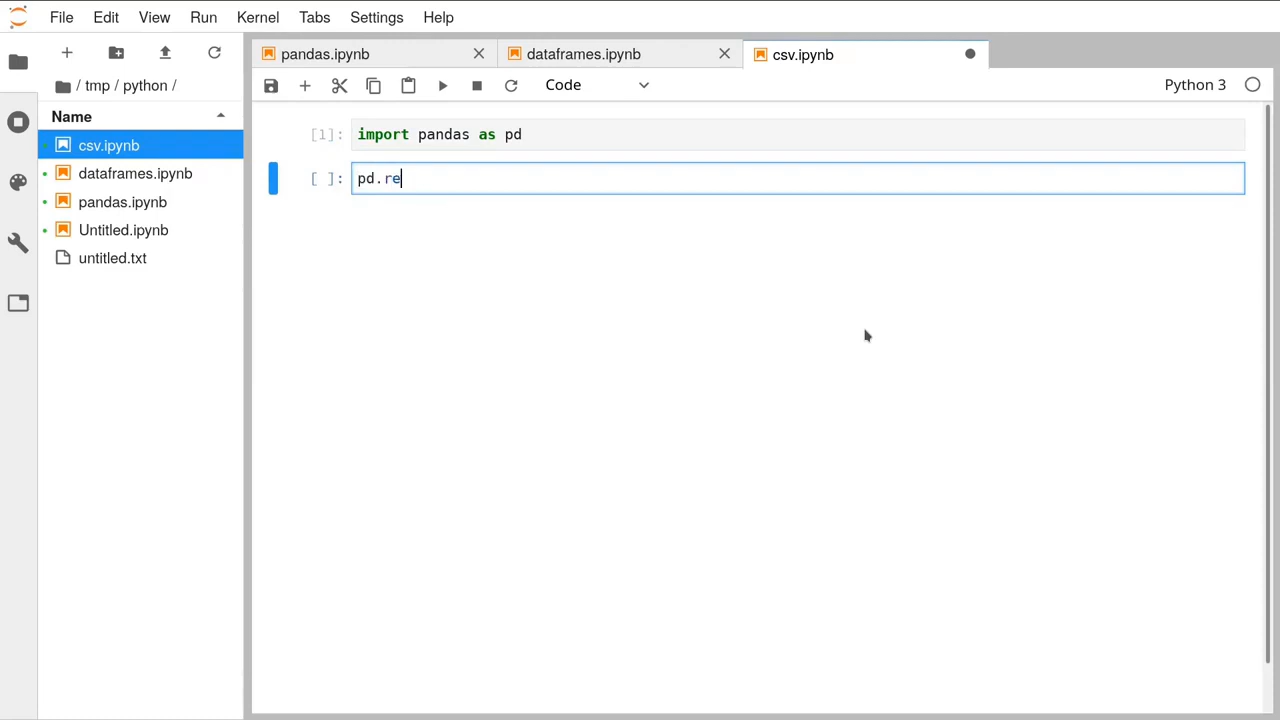 File Edit View Run Kernel Tabs Settings Help
pandas.ipynb
dataframes.ipynb
csv.ipynb
/ tmp / python /
Code
Python 3
Name
csv.ipynb
dataframes.ipynb
pandas.ipynb
Untitled.ipynb
untitled.txt
[1]: import pandas as pd
[ ]: pd.re